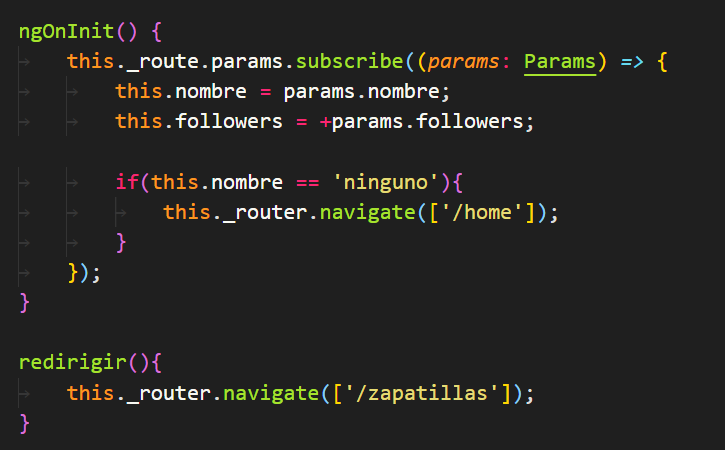 ngOnInit() {
this._route.params.subscribe((params: Params) => {
this.nombre = params.nombre;
this.followers = +params.followers;
if(this.nombre == 'ninguno'){
this._router.navigate(['/home']);
}
});
}
redirigir(){
this._router.navigate(['/zapatillas']);
}